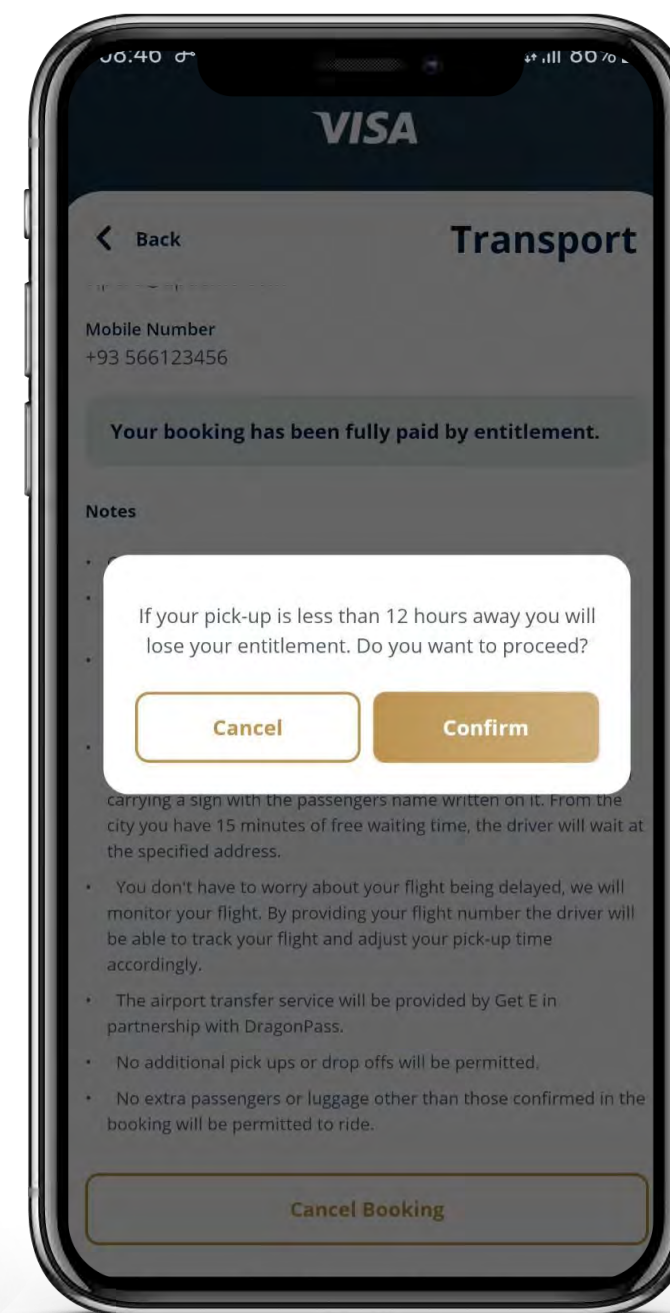 08:46
86%
VISA
Back
Transport
Mobile Number
+93 566123456
Your booking has been fully paid by entitlement.
Notes
If your pick-up is less than 12 hours away you will
lose your entitlement. Do you want to proceed?
Cancel
Confirm
carrying a sign with the passengers name written on it. From the
city you have 15 minutes of free waiting time, the driver will wait at
the specified address.
• You don't have to worry about your flight being delayed, we will
monitor your flight. By providing your flight number the driver will
be able to track your flight and adjust your pick-up time
accordingly.
• The airport transfer service will be provided by Get E in
partnership with DragonPass.
• No additional pick ups or drop offs will be permitted.
• No extra passengers or luggage other than those confirmed in the
booking will be permitted to ride.
Cancel Booking